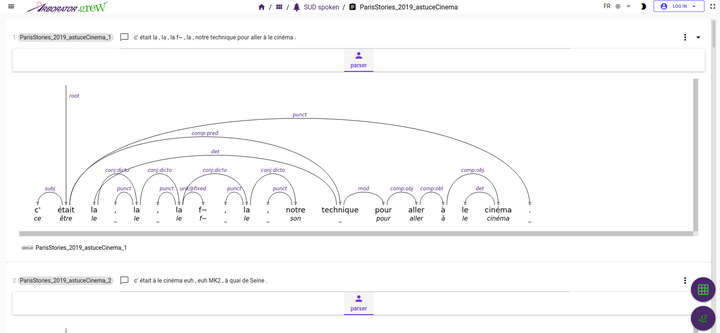 ARBORATOR.grew / / SUD spoken / ParisStories_2019_astuceCinema FR LOG IN
1 ParisStories_2019_astuceCinema_1 c' était la , la , la f~ , la , notre technique pour aller à le cinéma .
parser
root
punct
comp:pred
det
conj:dicto conj:dicto conj:dicto conj:dicto comp:obj
subj punct punct unk@fixed punct punct mod comp:obj comp:obl det
c' était la , la , la f~ , la , notre technique pour aller à le cinéma .
ce être le _ le _ le f~ _ le _ son _ pour aller à le cinéma _
ParisStories_2019_astuceCinema_1
2 ParisStories_2019_astuceCinema_2 c' était à le cinéma euh , euh MK2 , à quai de Seine .
parser